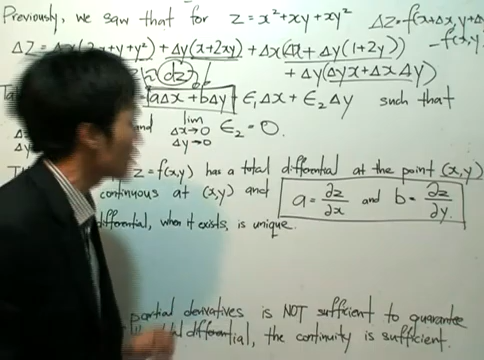 Previously, we saw that for z = x² + xy + xy² Δz = f(x+Δx, y+Δ
ΔZ = Δx(2x+y+y²) + Δy(x+2xy) + Δx(Δx + Δy(1+2y)) - f(x,y)
(dz) + Δy(Δyx + ΔxΔy)
aΔx + bΔy + ϵ₁Δx + ϵ₂Δy such that
and lim Δx→0 Δy→0 ϵ₂ = 0.
z = f(x,y) has a total differential at the point (x,y)
continuous at (x,y) and a = ∂z/∂x and b = ∂z/∂y.
differential, when it exists, is unique.
partial derivatives is NOT sufficient to guarantee
differential, the continuity is sufficient.